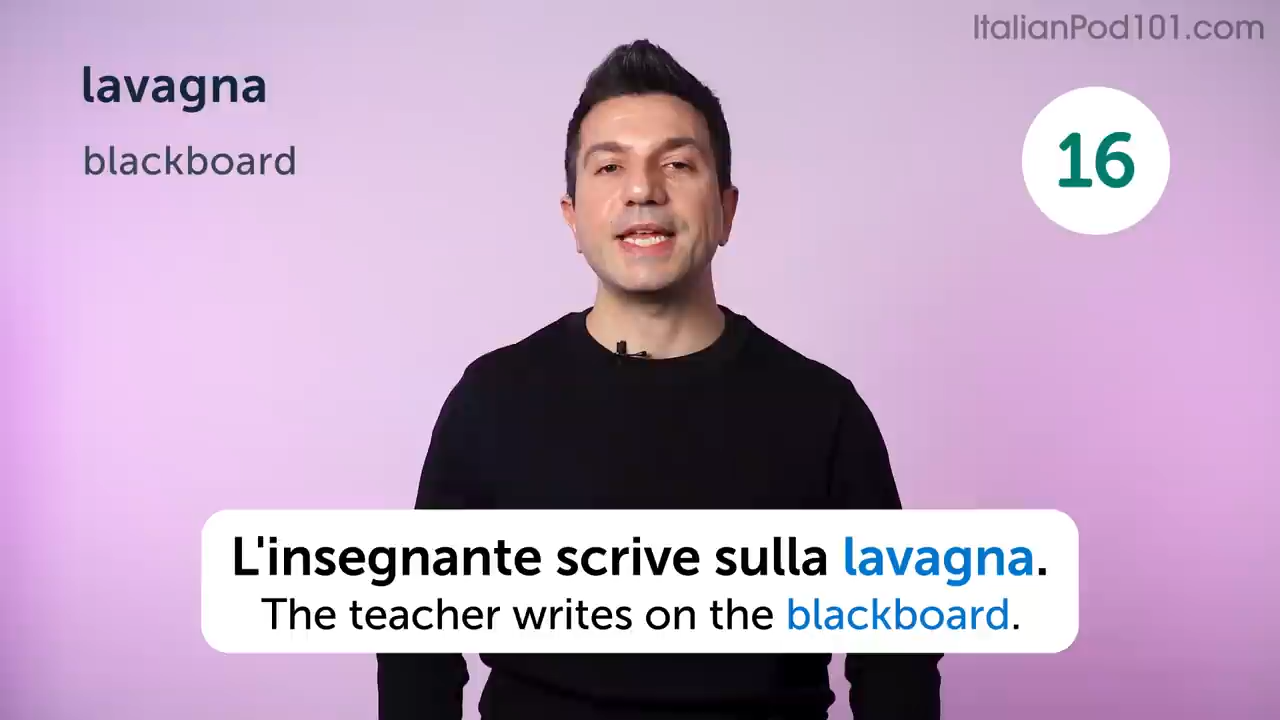 ItalianPod101.com
lavagna
blackboard
16
L'insegnante scrive sulla lavagna.
The teacher writes on the blackboard.